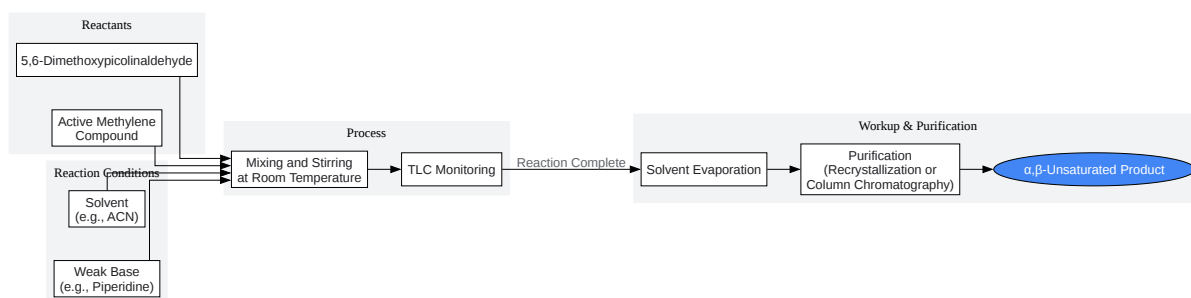 Reactants
5,6-Dimethoxypicolinaldehyde
Active Methylene
Compound
Reaction Conditions
Solvent
(e.g., ACN)
Weak Base
(e.g., Piperidine)
Process
Mixing and Stirring
at Room Temperature
TLC Monitoring
Reaction Complete
Workup & Purification
Solvent Evaporation
Purification
(Recrystallization or
Column Chromatography)
α,β-Unsaturated Product